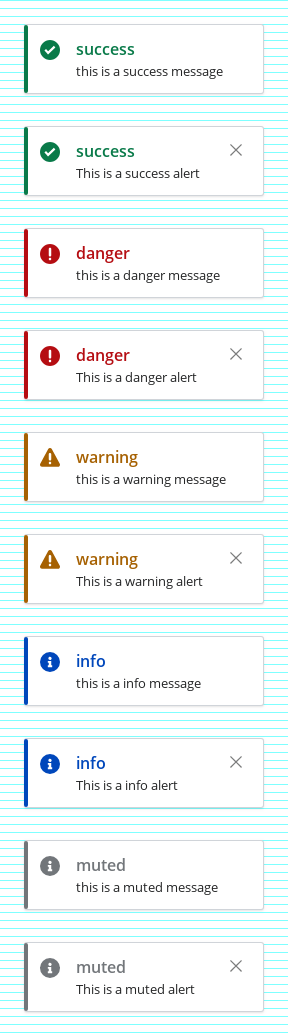 success
this is a success message
success
This is a success alert
danger
this is a danger message
danger
This is a danger alert
warning
this is a warning message
warning
This is a warning alert
info
this is a info message
info
This is a info alert
muted
this is a muted message
muted
This is a muted alert